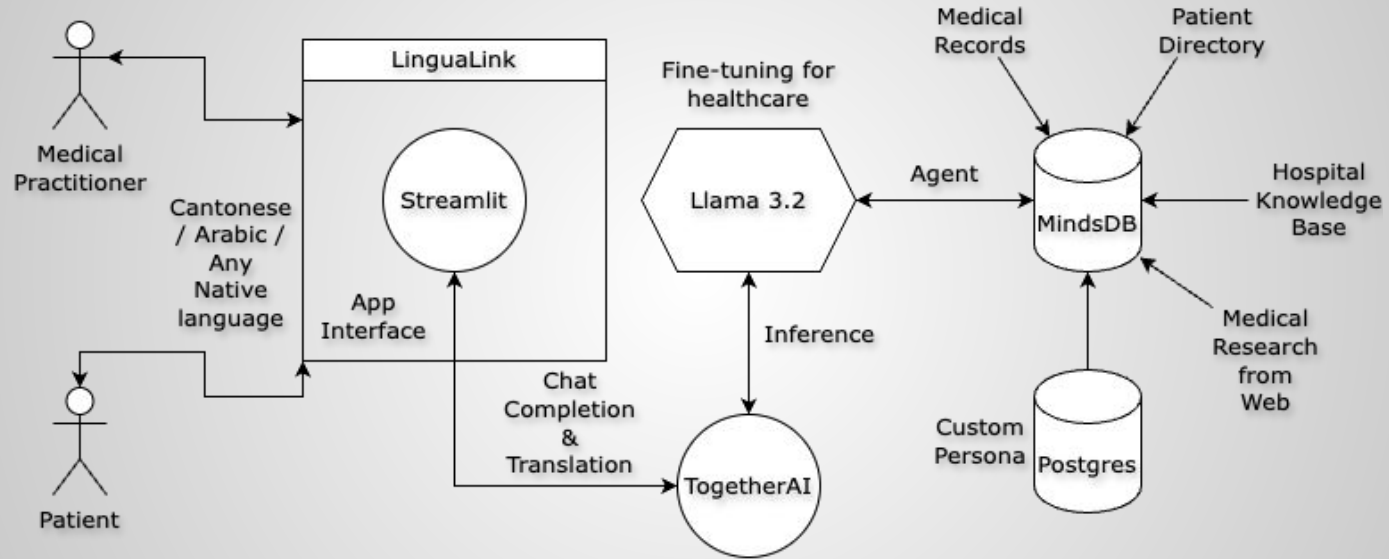 Medical
Practitioner
Cantonese
/ Arabic /
Any
Native
language
Patient
LinguaLink
Streamlit
App
Interface
Chat
Completion
&
Translation
Fine-tuning for
healthcare
Llama 3.2
Inference
TogetherAI
Agent
Medical
Records
Patient
Directory
MindsDB
Hospital
Knowledge
Base
Medical
Research
from
Web
Custom
Persona
Postgres